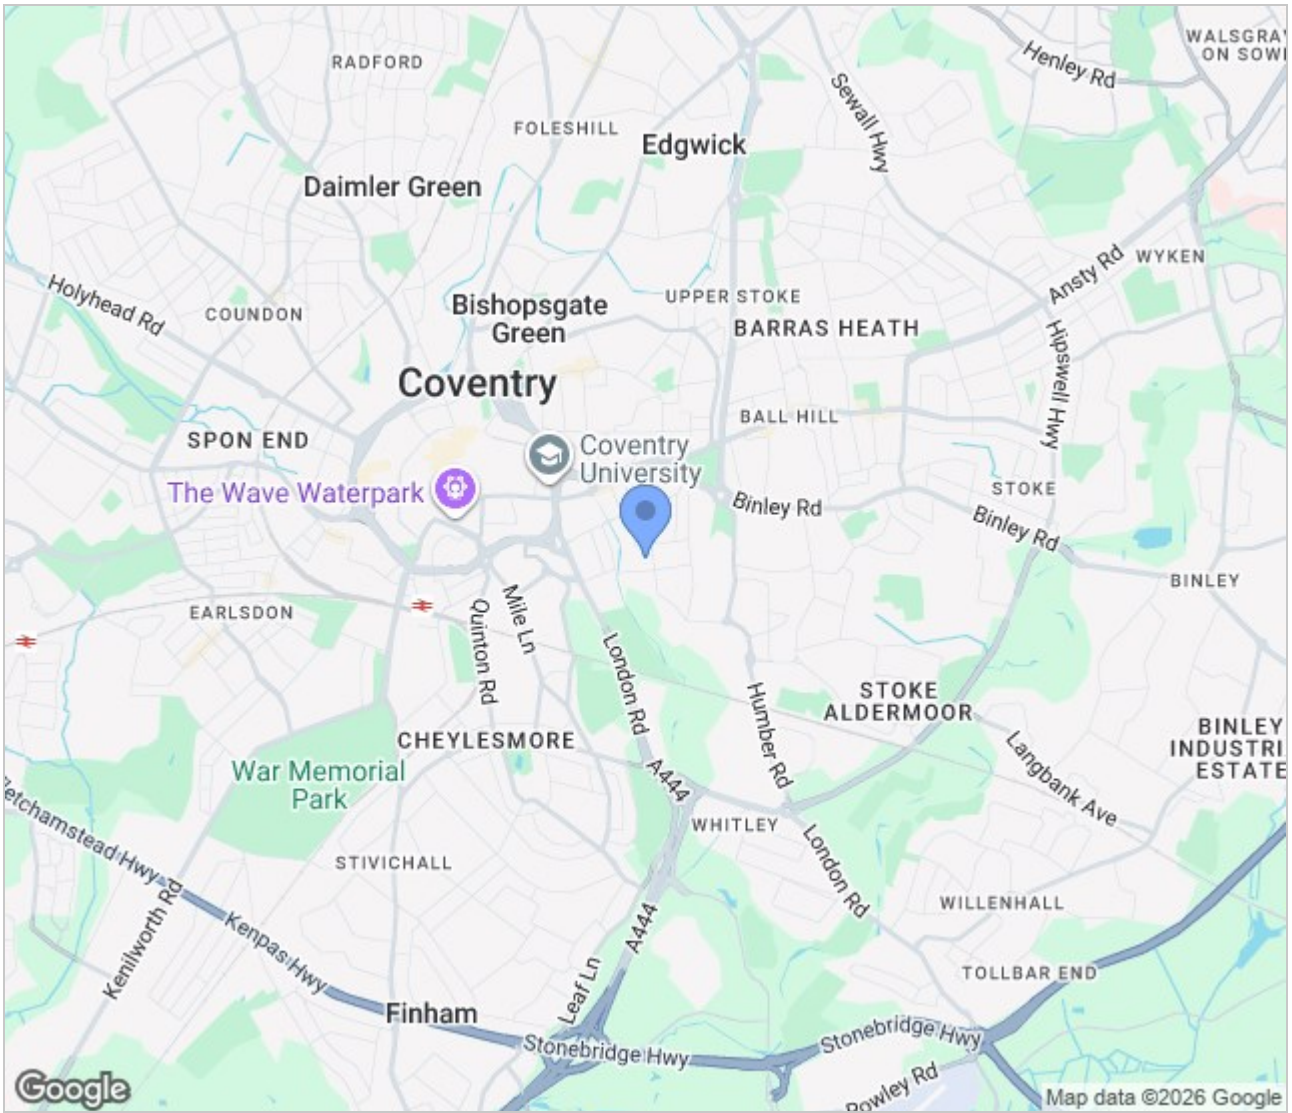 WALSGRA
ON SOW
RADFORD
Henley Rd
Sewall Hwy
FOLESHILL
Edgwick
Daimler Green
WYKEN
Ansty Rd
Holyhead Rd
COUNDON
Bishopsgate
Green
UPPER STOKE
BARRAS HEATH
Hipswell Hwy
Coventry
BALL HILL
SPON END
Coventry
University
The Wave Waterpark
STOKE
Binley Rd
Binley Rd
BINLEY
EARLSDON
Mile Ln
Quinton Rd
London Rd
STOKE
ALDERMOOR
Humber Rd
BINLEY
INDUSTRI
ESTATE
CHEYLESMORE
Langbank Ave
War Memorial
Park
A444
WHITLEY
etchamstead Hwy
STIVICHALL
London Rd
WILLENHALL
Kenilworth Rd
Kenpas Hwy
A444
TOLLBAR END
Leaf Ln
Finham
Stonebridge Hwy
Stonebridge Hwy
Rowley Rd
Google
Map data ©2026 Google